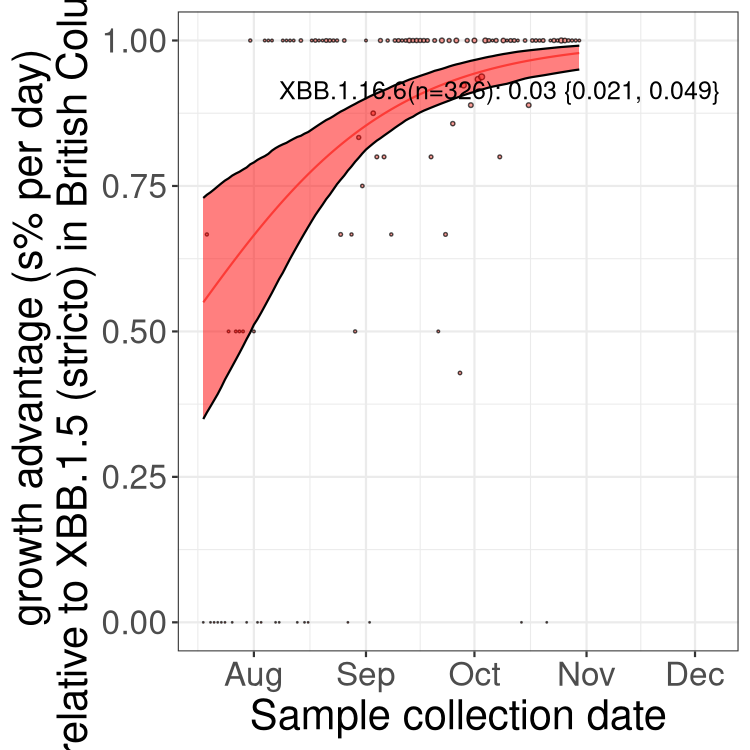 growth advantage (s% per day)
relative to XBB.1.5 (stricto) in British Colu
1.00
0.75
0.50
0.25
0.00
XBB.1.16.6(n=326): 0.03 {0.021, 0.049}
Aug Sep Oct Nov Dec
Sample collection date